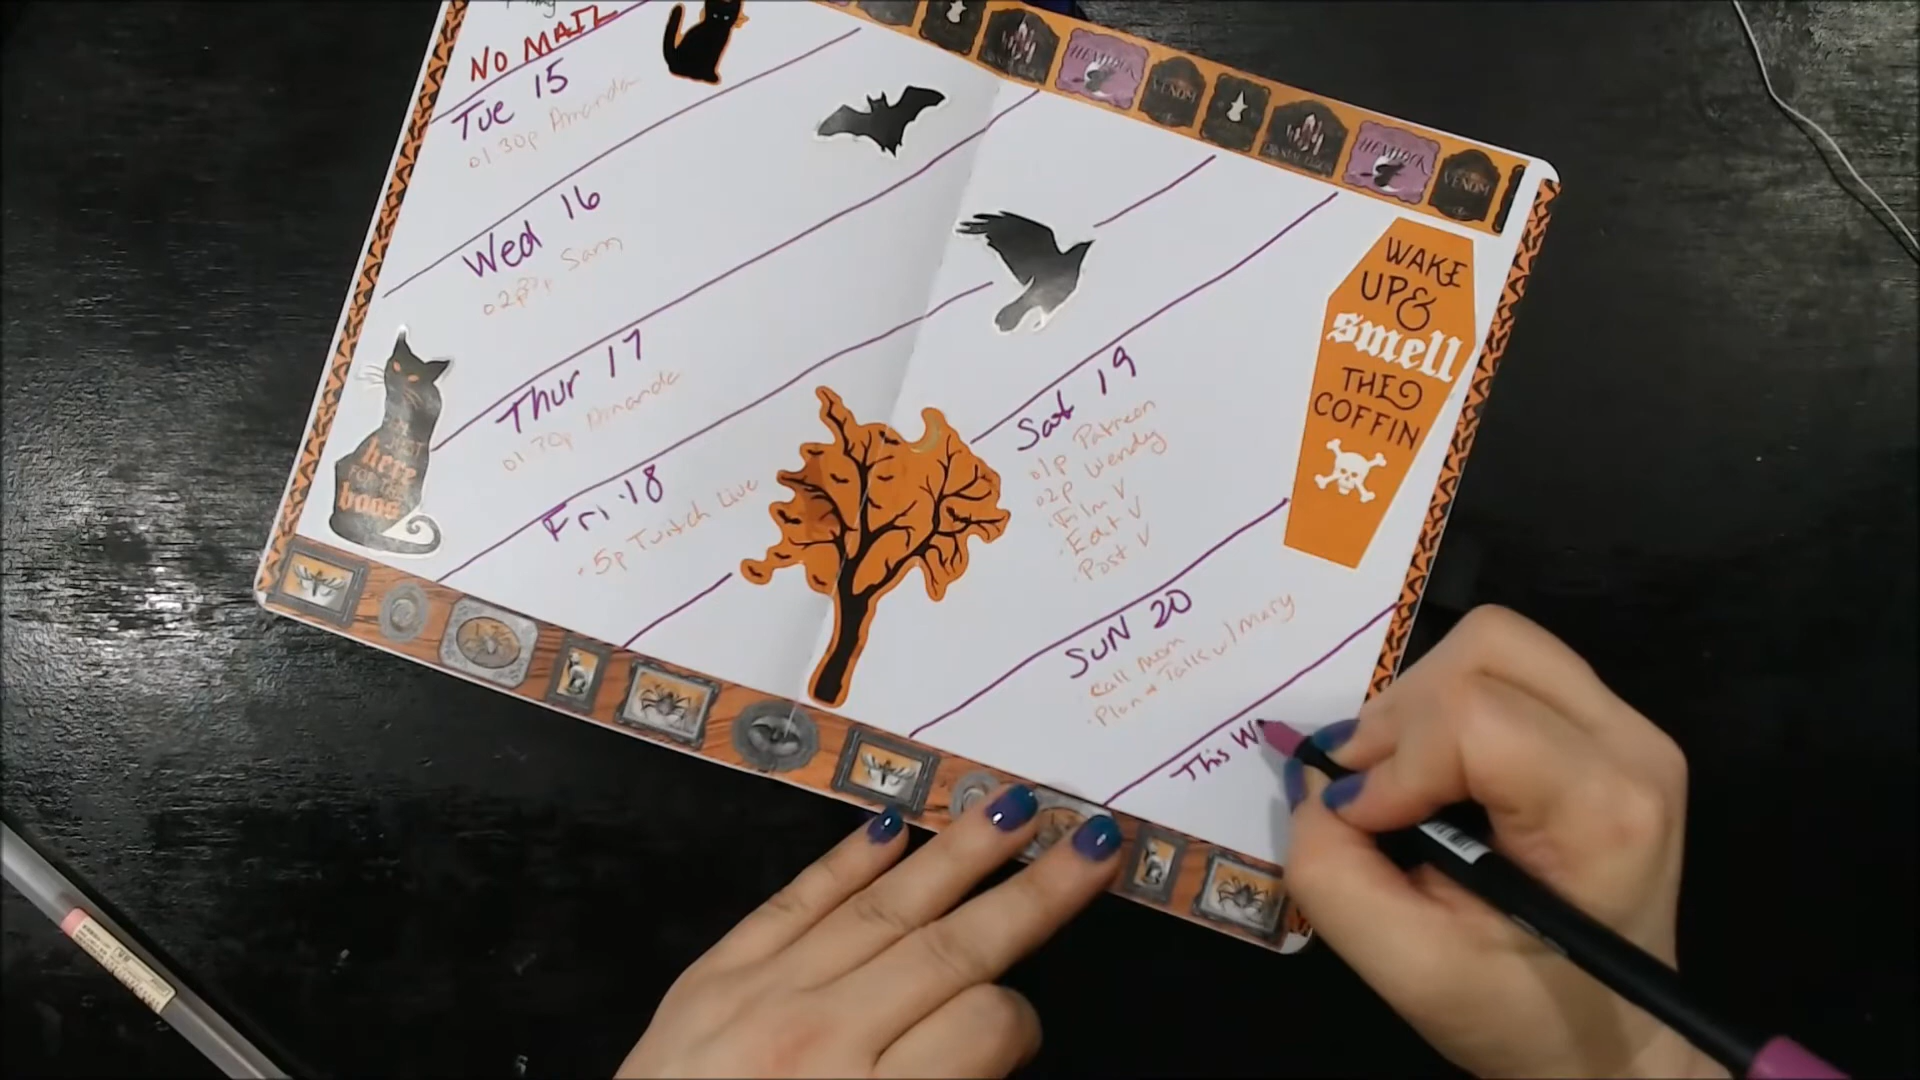 NO MAIL
Tue 15
01.30p Amanda
Wed 16
Sam
Thur 17
01.30p Amanda
Fri 18
· 5p Twitch Live
here
FOR THE
boos
HEMLOCK
VENOM
HEMLOCK
VENOM
WAKE
UP &
smell
THE
COFFIN
Sat 19
01p Patreon
02p Wendy
· Film V
· Edit V
· Post V
SUN 20
· Call Mom
· Plan + Talk w/ Mary
This W